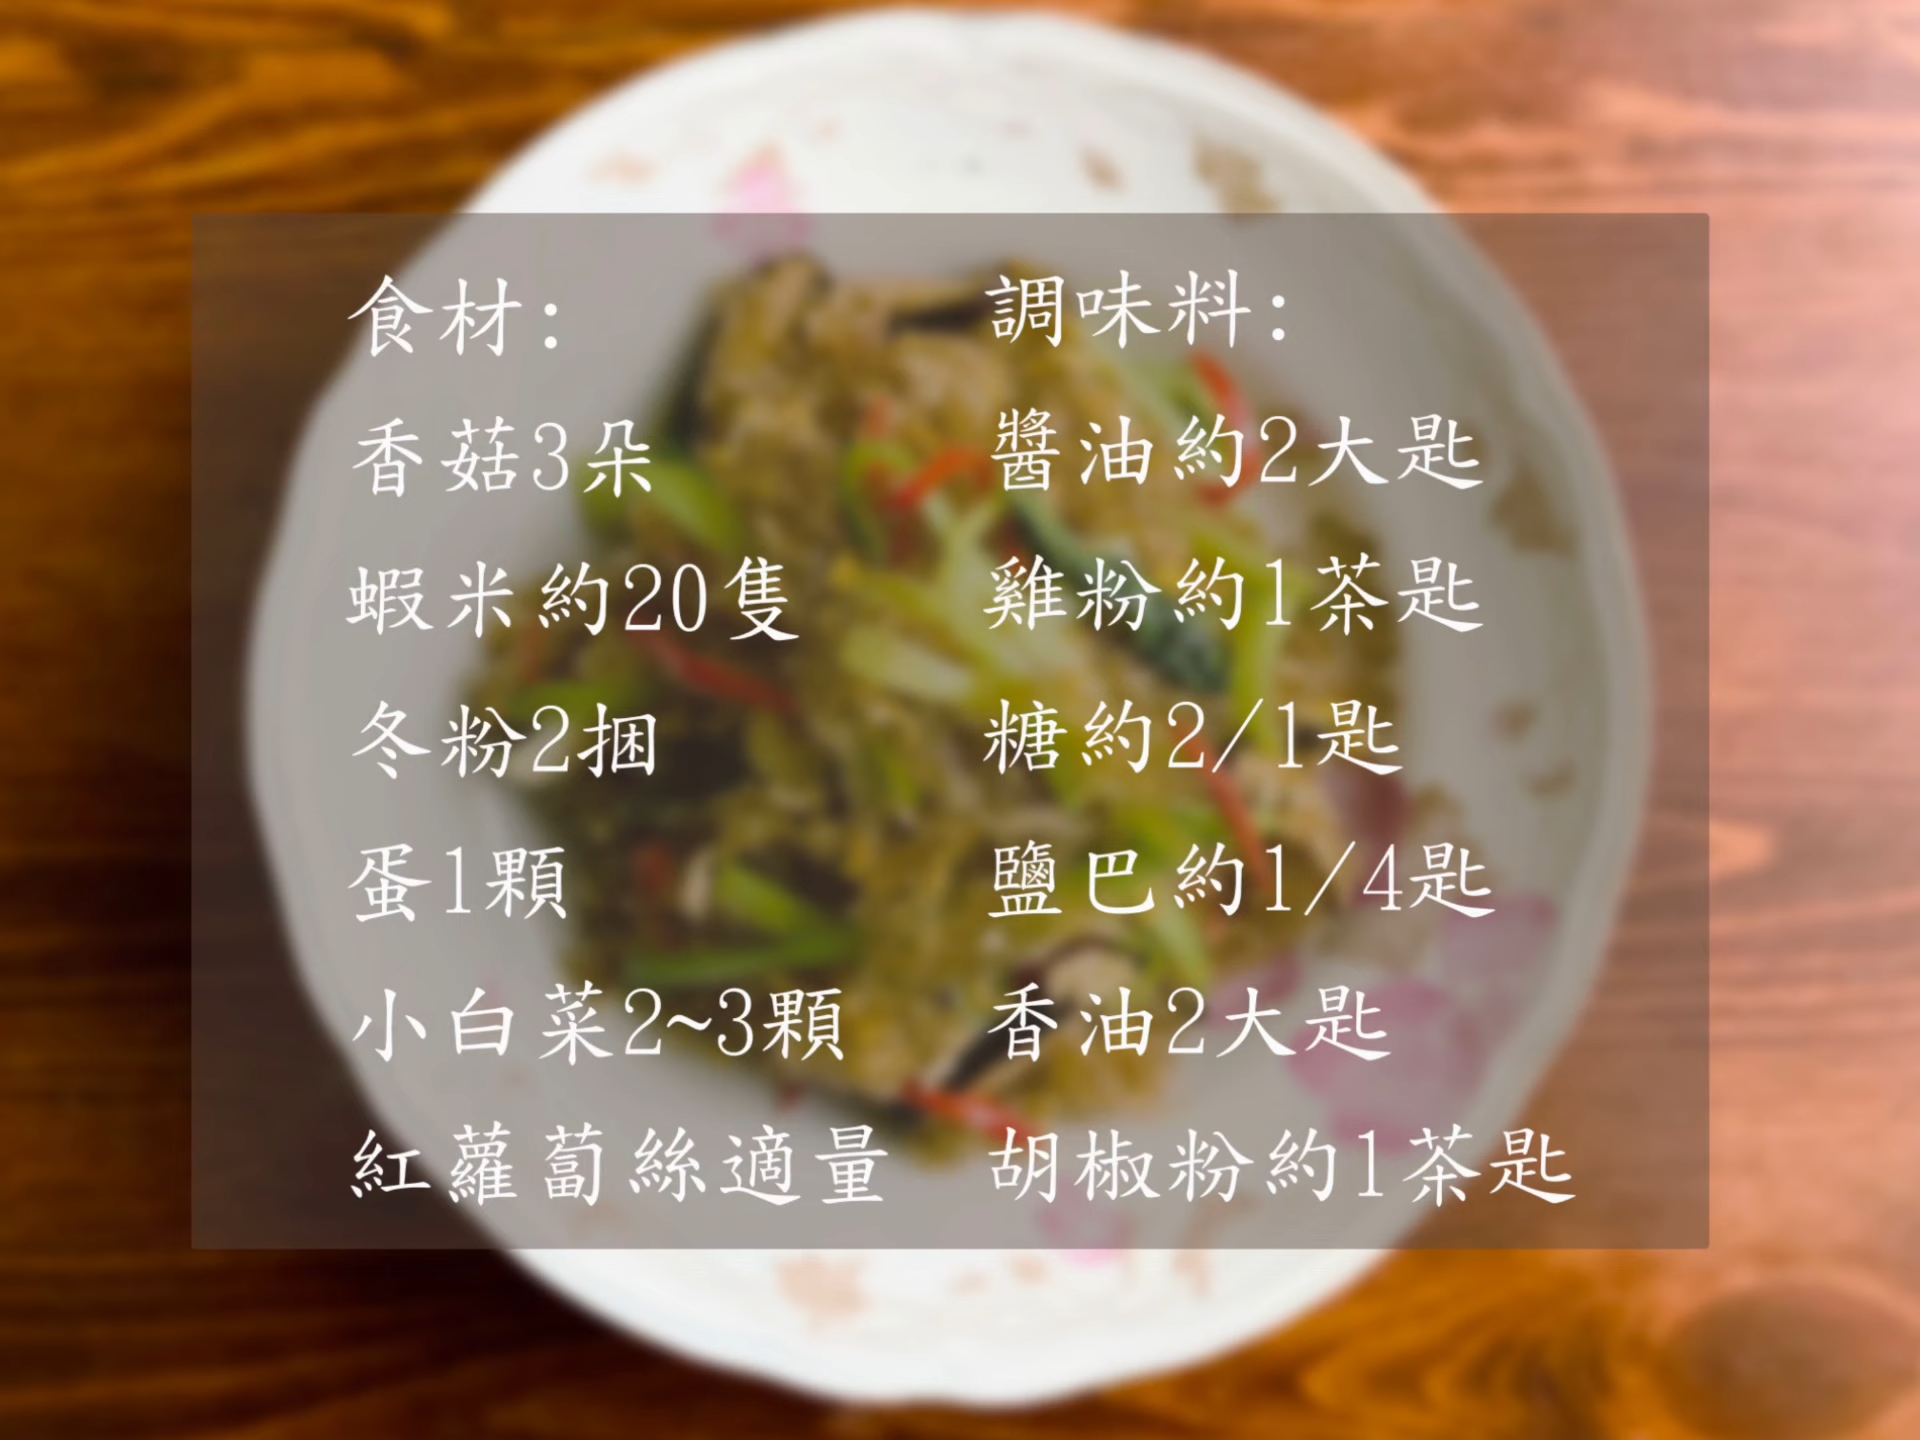 食材:
香菇3朵
蝦米約20隻
冬粉2捆
蛋1顆
小白菜2~3顆
紅蘿蔔絲適量
調味料:
醬油約2大匙
雞粉約1茶匙
糖約2/1匙
鹽巴約1/4匙
香油2大匙
胡椒粉約1茶匙